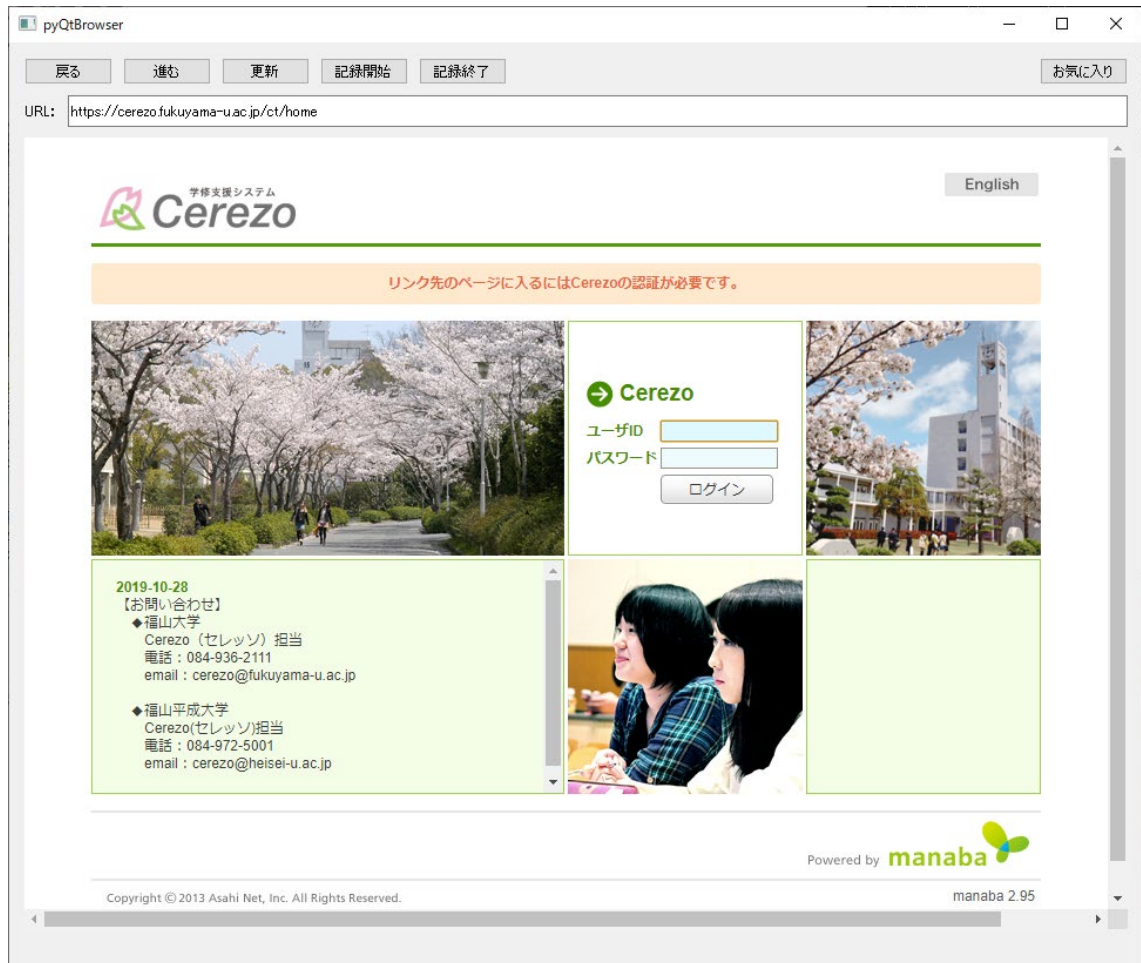 pyQtBrowser
戻る 進む 更新 記録開始 記録終了 お気に入り
URL: https://cerezo.fukuyama-u.ac.jp/ct/home
English
学修支援システム
Cerezo
リンク先のページに入るにはCerezoの認証が必要です。
Cerezo
ユーザID
パスワード
ログイン
2019-10-28
【お問い合わせ】
◆福山大学
Cerezo（セレッソ）担当
電話：084-936-2111
email：cerezo@fukuyama-u.ac.jp
◆福山平成大学
Cerezo(セレッソ)担当
電話：084-972-5001
email：cerezo@heisei-u.ac.jp
Powered by manaba
Copyright © 2013 Asahi Net, Inc. All Rights Reserved.
manaba 2.95